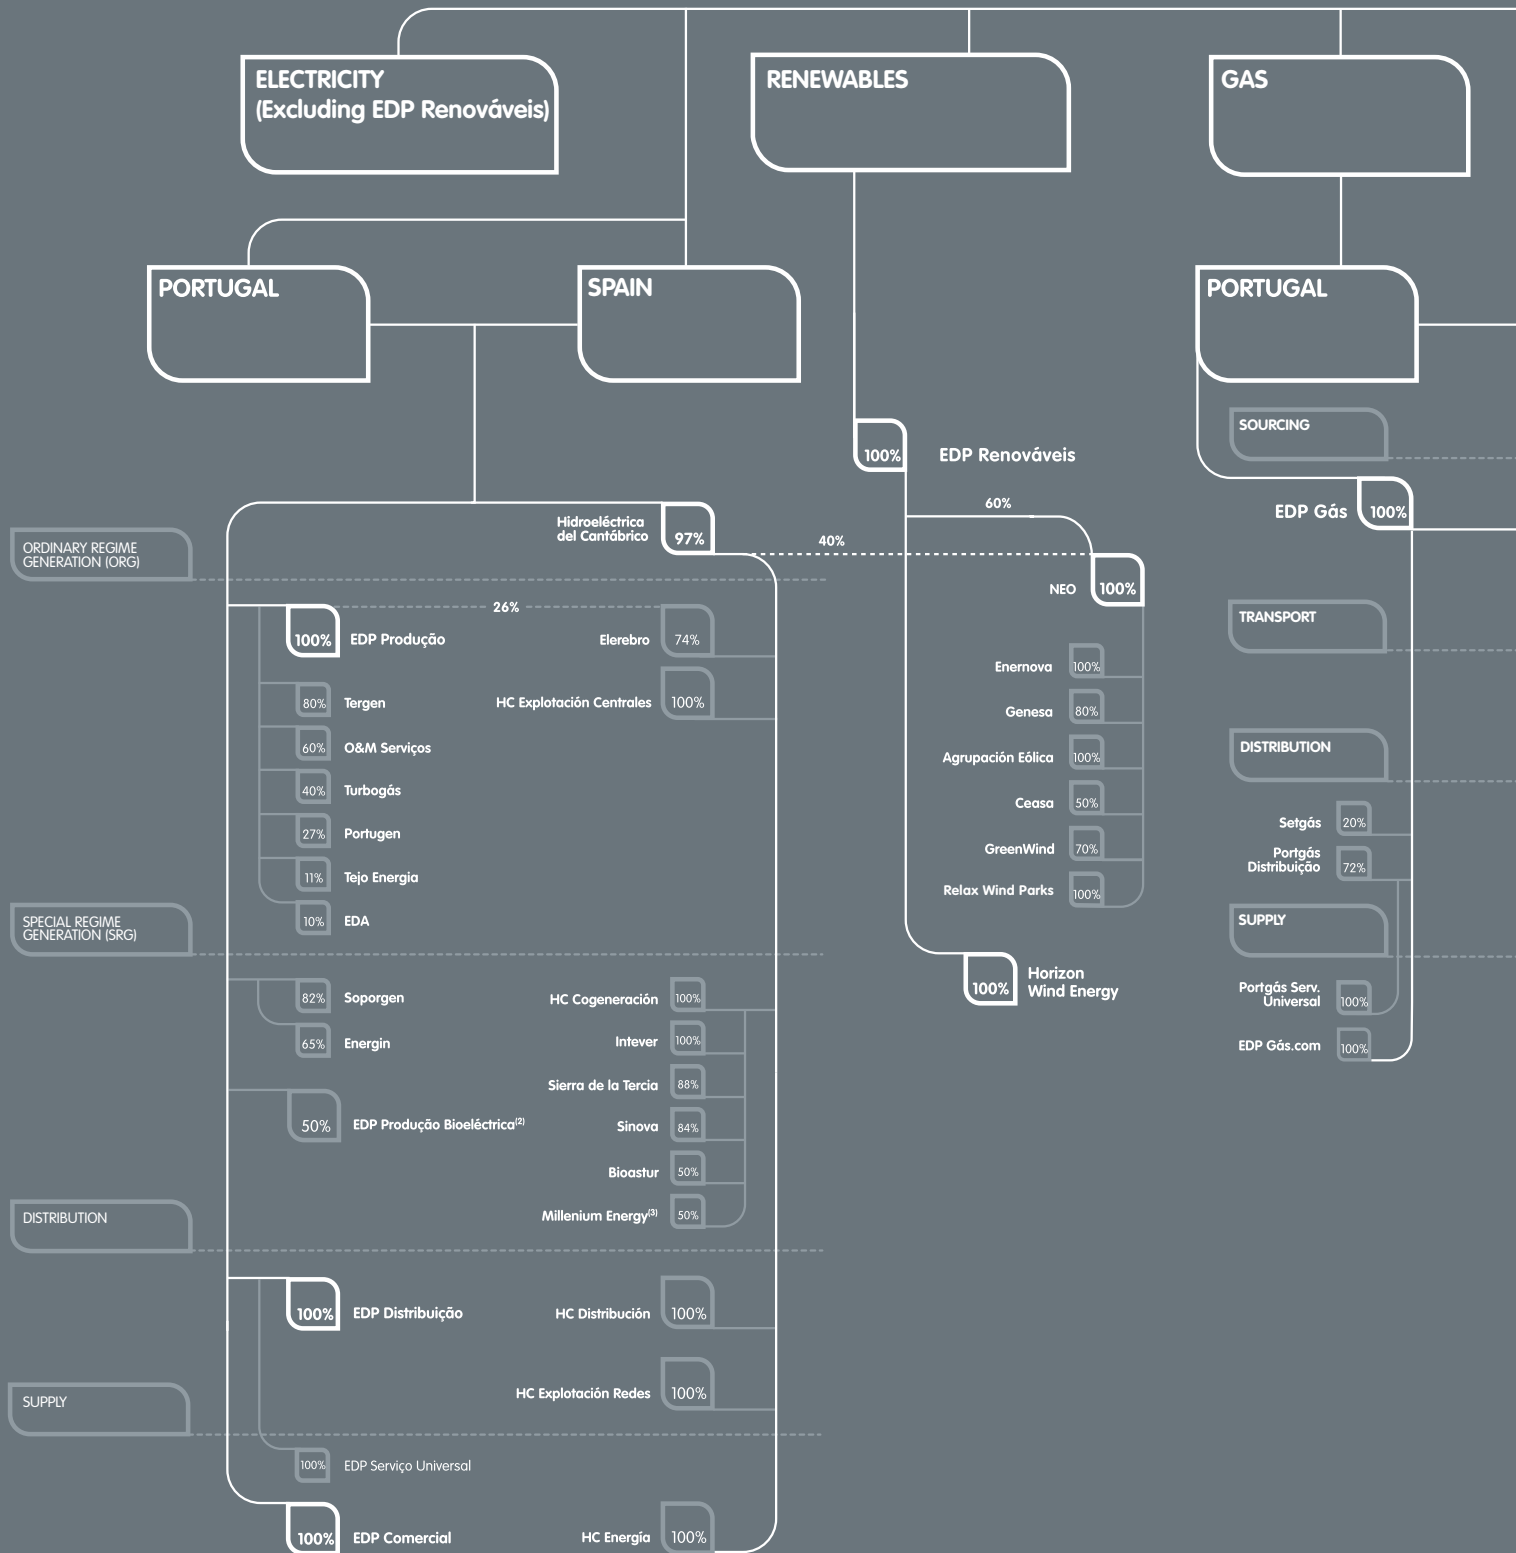 ELECTRICITY
(Excluding EDP Renováveis)
RENEWABLES
GAS
PORTUGAL
SPAIN
PORTUGAL
SOURCING
100%
EDP Renováveis
60%
EDP Gás
100%
Hidroeléctrica
del Cantábrico
97%
40%
ORDINARY REGIME
GENERATION (ORG)
NEO
100%
26%
100%
EDP Produção
Elerebro
74%
TRANSPORT
Enernova
100%
80%
Tergen
HC Explotación Centrales
100%
Genesa
80%
60%
O&M Serviços
Agrupación Eólica
100%
DISTRIBUTION
40%
Turbogás
Ceasa
50%
Setgás
20%
27%
Portugen
GreenWind
70%
Portgás
Distribuição
72%
11%
Tejo Energia
Relax Wind Parks
100%
10%
EDA
SPECIAL REGIME
GENERATION (SRG)
SUPPLY
100%
Horizon
Wind Energy
82%
Soporgen
HC Cogeneración
100%
Portgás Serv.
Universal
100%
65%
Energin
Intever
100%
EDP Gás.com
100%
Sierra de la Tercia
88%
50%
EDP Produção Bioeléctrica(2)
Sinova
84%
Bioastur
50%
Millenium Energy(3)
50%
DISTRIBUTION
100%
EDP Distribuição
HC Distribución
100%
HC Explotación Redes
100%
SUPPLY
100%
EDP Serviço Universal
100%
EDP Comercial
HC Energía
100%